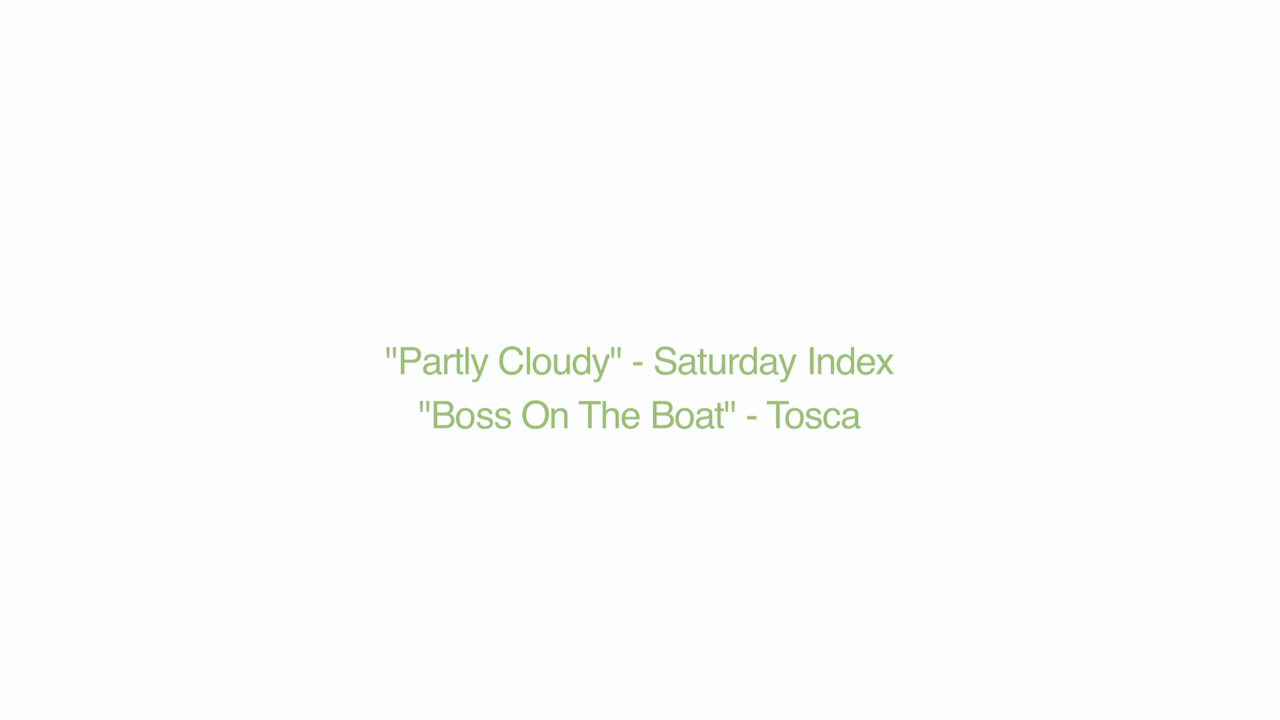 "Partly Cloudy" - Saturday Index
"Boss On The Boat" - Tosca